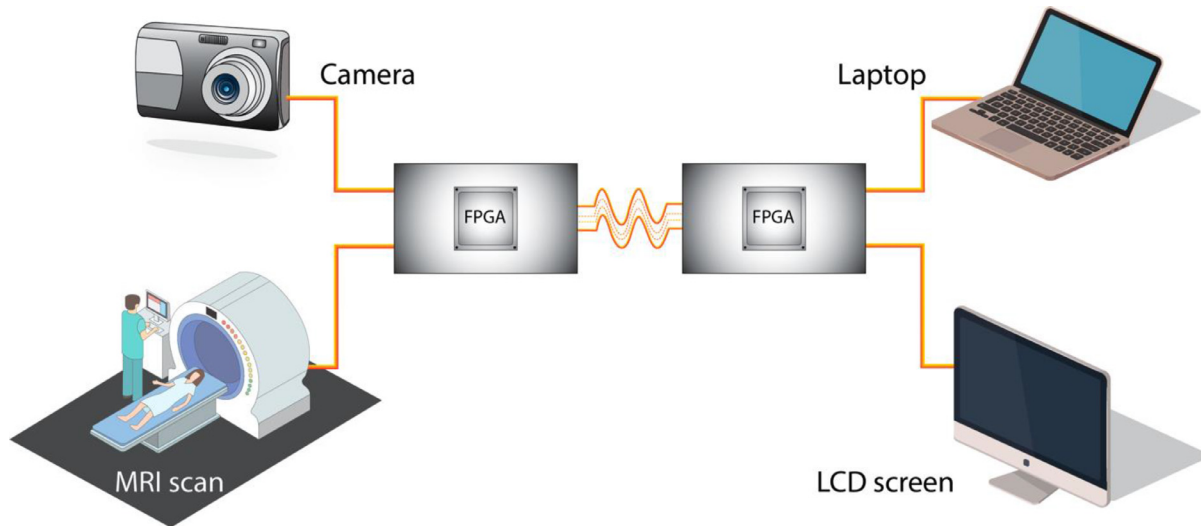 Camera
Laptop
FPGA
FPGA
MRI scan
LCD screen